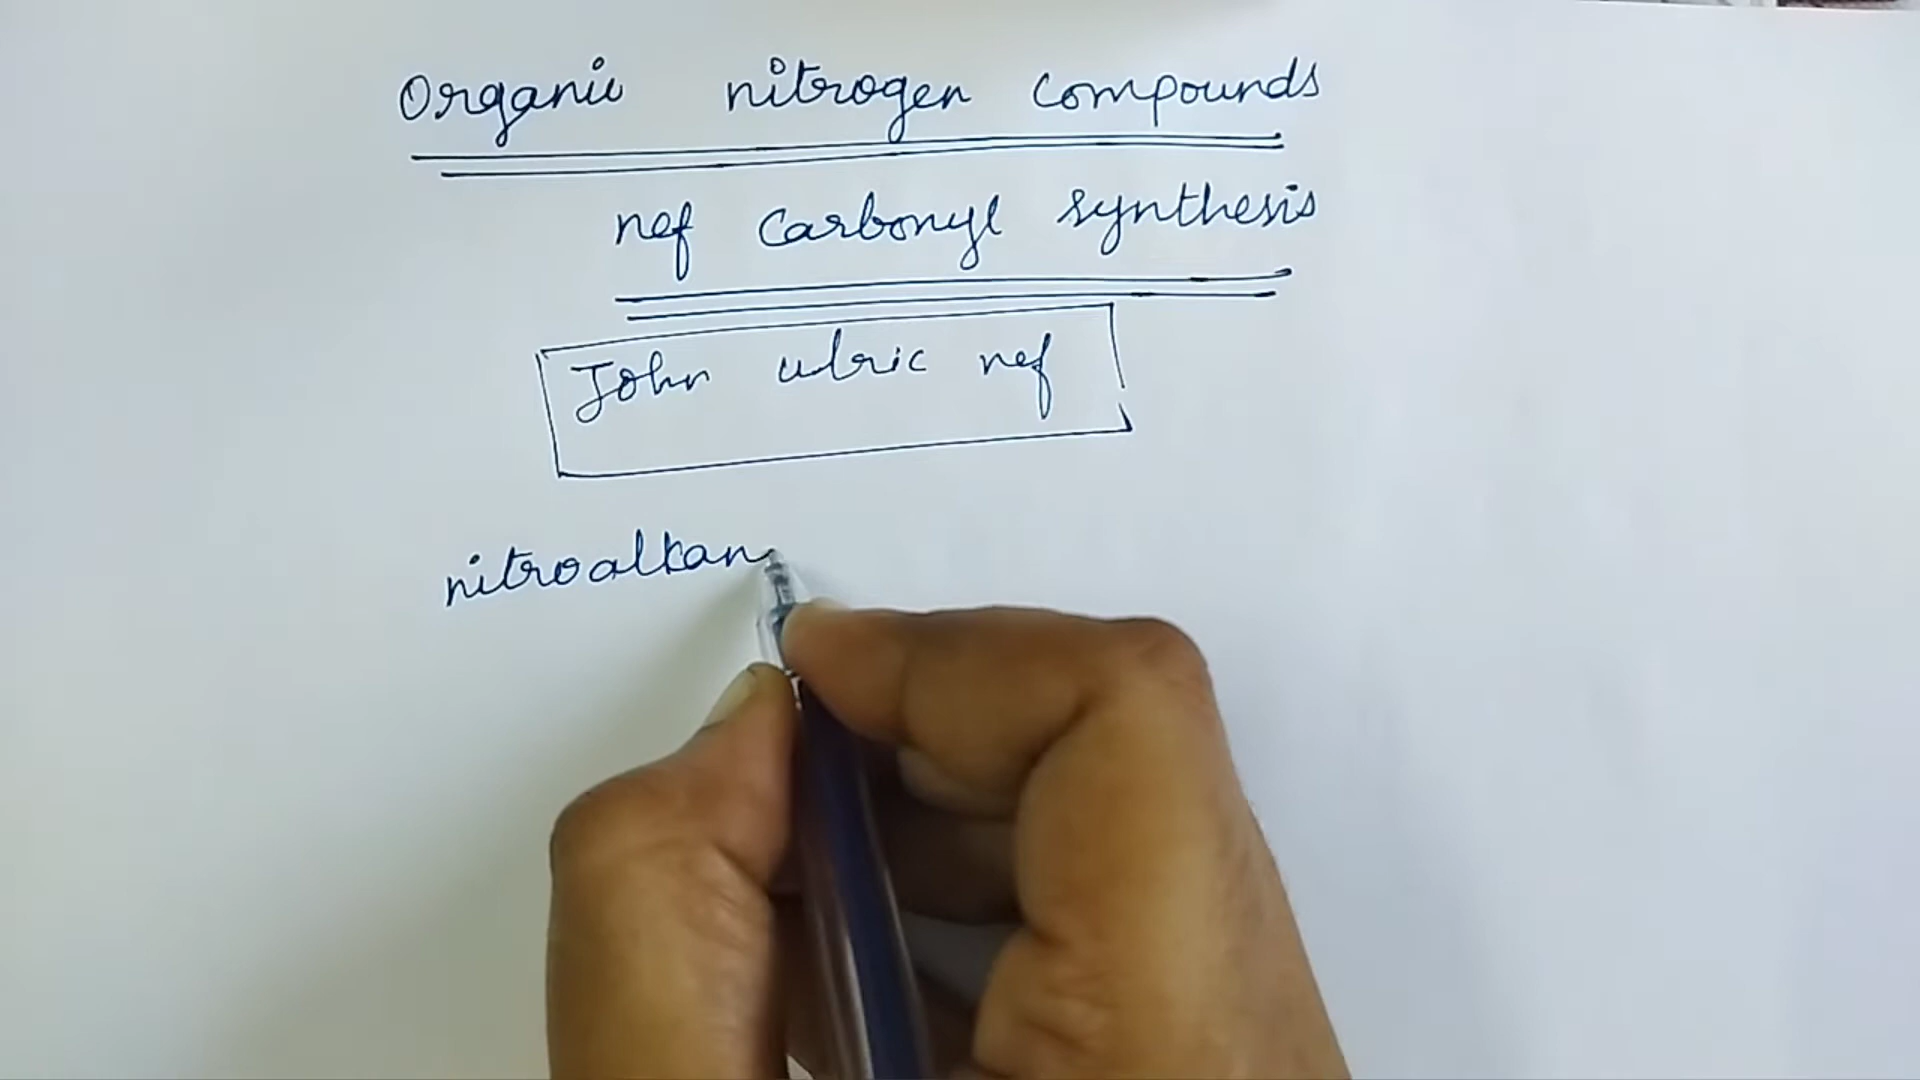 Organic nitrogen compounds
nef carbonyl synthesis
John ulric nef
nitroalkan